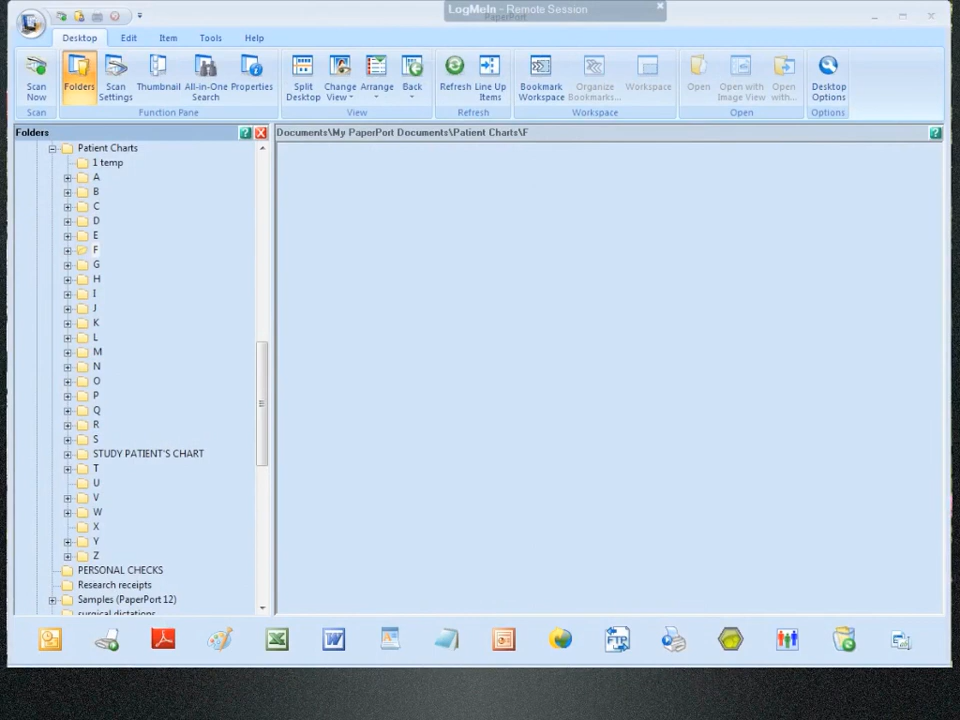 LogMeIn - Remote Session
PaperPort
Desktop Edit Item Tools Help
Scan Now
Folders
Scan Settings
Thumbnail
All-in-One Search
Properties
Split Desktop
Change View
Arrange
Back
Refresh
Line Up Items
Bookmark Workspace
Organize Bookmarks...
Workspace
Open
Open with Image View
Open with...
Desktop Options
Scan
Function Pane
View
Refresh
Workspace
Open
Options
Folders
Documents\My PaperPort Documents\Patient Charts\F
Patient Charts
1 temp
A
B
C
D
E
F
G
H
I
J
K
L
M
N
O
P
Q
R
S
STUDY PATIENT'S CHART
T
U
V
W
X
Y
Z
PERSONAL CHECKS
Research receipts
Samples (PaperPort 12)
surgical dictations
FTP